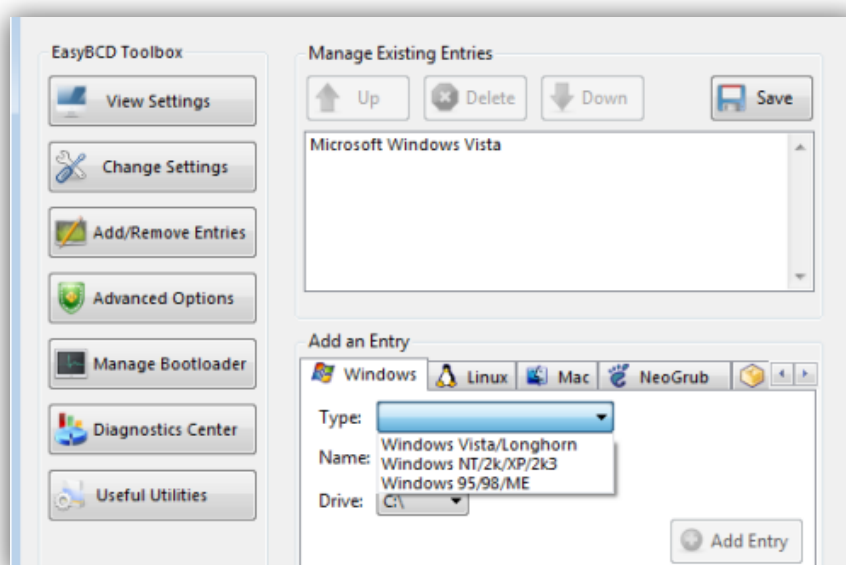 EasyBCD Toolbox
View Settings
Change Settings
Add/Remove Entries
Advanced Options
Manage Bootloader
Diagnostics Center
Useful Utilities
Manage Existing Entries
Up Delete Down Save
Microsoft Windows Vista
Add an Entry
Windows Linux Mac NeoGrub
Type:
Windows Vista/Longhorn
Windows NT/2k/XP/2k3
Windows 95/98/ME
Name:
Drive: C:\
Add Entry